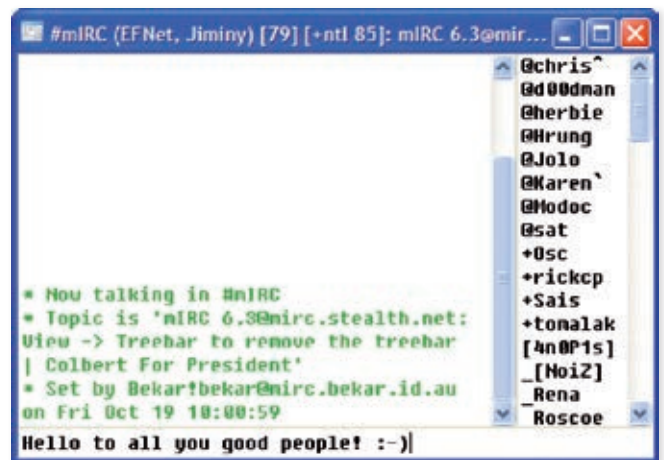 #mIRC (EFNet, Jiminy) [79] [+ntl 85]: mIRC 6.3@mir...
* Now talking in #mIRC
* Topic is 'mIRC 6.3@mirc.stealth.net:
View -> Treebar to remove the treebar
| Colbert For President'
* Set by Bekar!bekar@mirc.bekar.id.au
on Fri Oct 19 10:00:59
@chris^
@d00dman
@herbie
@Hrung
@Jolo
@Karen`
@Modoc
@sat
+Osc
+rickcp
+Sais
+tomalak
[4n0P1s]
_[NoiZ]
_Rena
Roscoe
Hello to all you good people! :-)